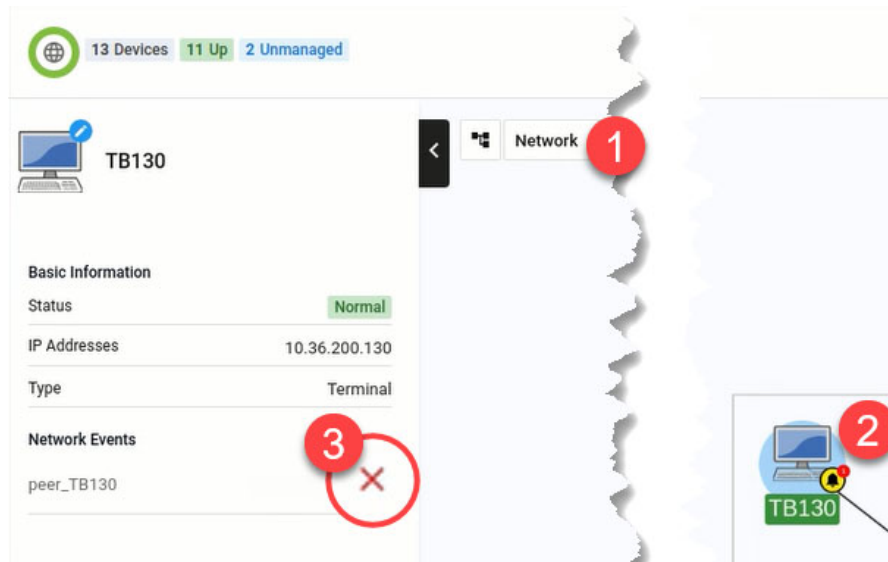 13 Devices 11 Up 2 Unmanaged
TB130
Network 1
Basic Information
Status Normal
IP Addresses 10.36.200.130
Type Terminal
Network Events
3
peer_TB130
2
TB130